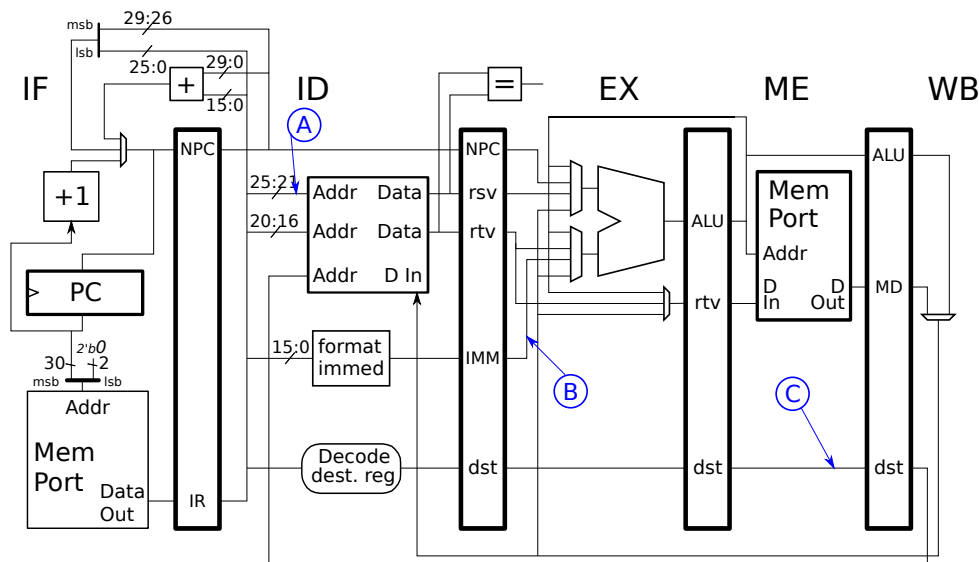 29:26
msb
lsb
25:0
29:0
15:0
+
=
IF
ID
EX
ME
WB
A
NPC
NPC
ALU
+1
25:21
Addr
Data
rsv
20:16
Addr
Data
rtv
ALU
Mem
Port
Addr
Addr
D In
PC
D
In
D
Out
MD
rtv
2'b0
30
2
msb
lsb
15:0
format
immed
IMM
B
C
Addr
Mem
Port
Data
Out
IR
Decode
dest. reg
dst
dst
dst